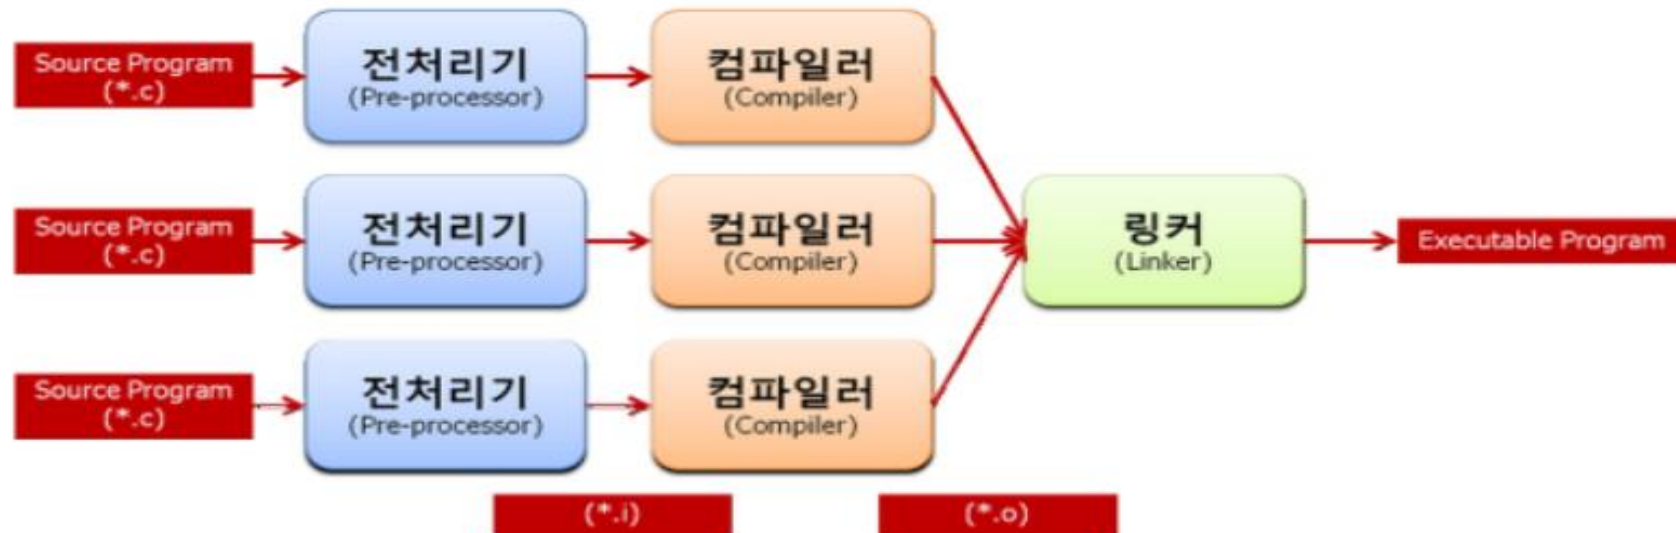 Source Program
(*.c)
전처리기
(Pre-processor)
컴파일러
(Compiler)
Source Program
(*.c)
전처리기
(Pre-processor)
컴파일러
(Compiler)
링커
(Linker)
Executable Program
Source Program
(*.c)
전처리기
(Pre-processor)
컴파일러
(Compiler)
(*.i)
(*.o)